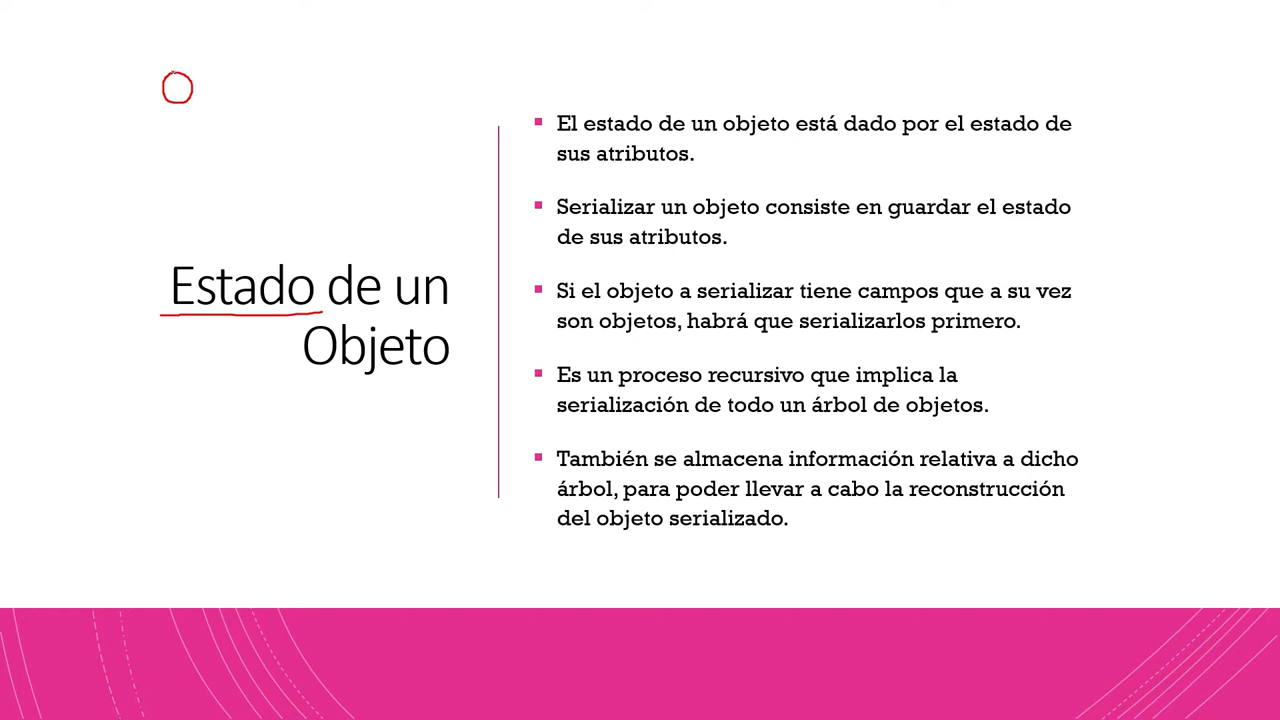 Estado de un
Objeto
El estado de un objeto está dado por el estado de
sus atributos.
Serializar un objeto consiste en guardar el estado
de sus atributos.
Si el objeto a serializar tiene campos que a su vez
son objetos, habrá que serializarlos primero.
Es un proceso recursivo que implica la
serialización de todo un árbol de objetos.
También se almacena información relativa a dicho
árbol, para poder llevar a cabo la reconstrucción
del objeto serializado.